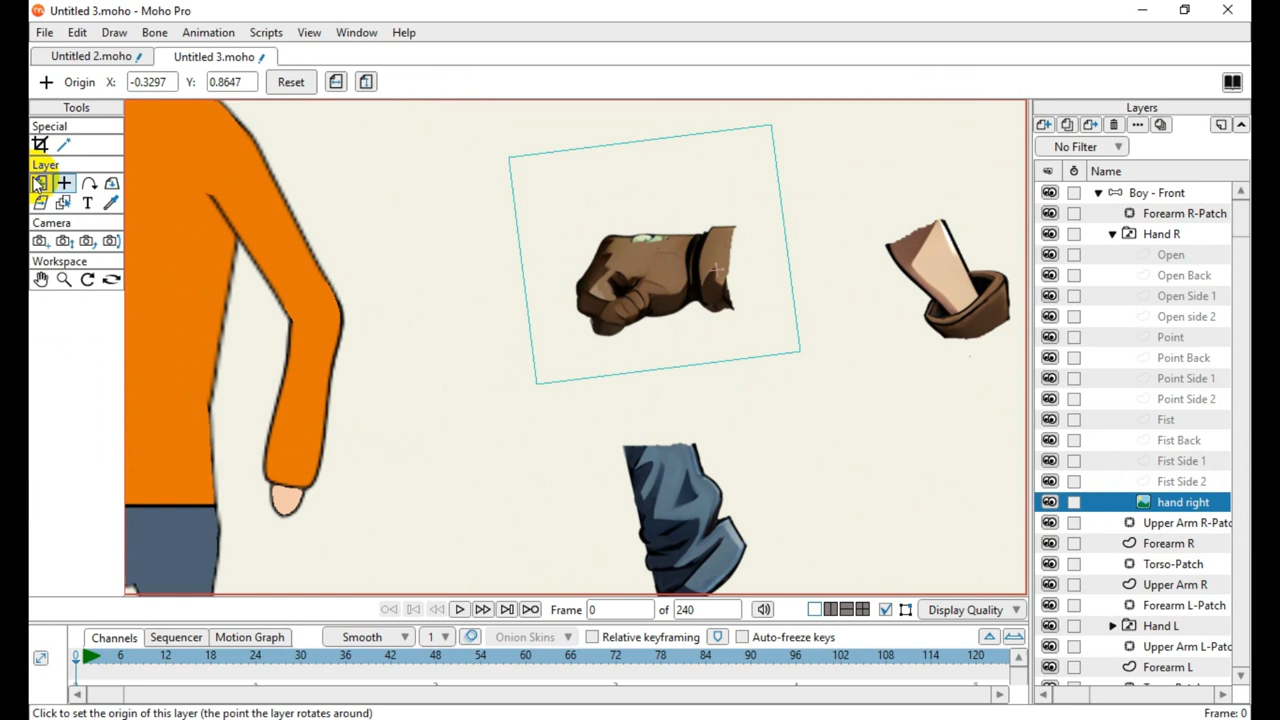 Untitled 3.moho - Moho Pro
File Edit Draw Bone Animation Scripts View Window Help
Untitled 2.moho Untitled 3.moho
Origin X: -0.3297 Y: 0.8647 Reset
Tools
Special
Layer
T
Camera
Workspace
Layers
No Filter
Name
Boy - Front
Forearm R-Patch
Hand R
Open
Open Back
Open Side 1
Open side 2
Point
Point Back
Point Side 1
Point Side 2
Fist
Fist Back
Fist Side 1
Fist Side 2
hand right
Upper Arm R-Patc
Forearm R
Torso-Patch
Upper Arm R
Forearm L-Patch
Hand L
Upper Arm L-Patc
Forearm L
Frame 0 of 240 Display Quality
Channels Sequencer Motion Graph Smooth 1 Onion Skins Relative keyframing Auto-freeze keys
0 6 12 18 24 30 36 42 48 54 60 66 72 78 84 90 96 102 108 114 120
Click to set the origin of this layer (the point the layer rotates around) Frame: 0